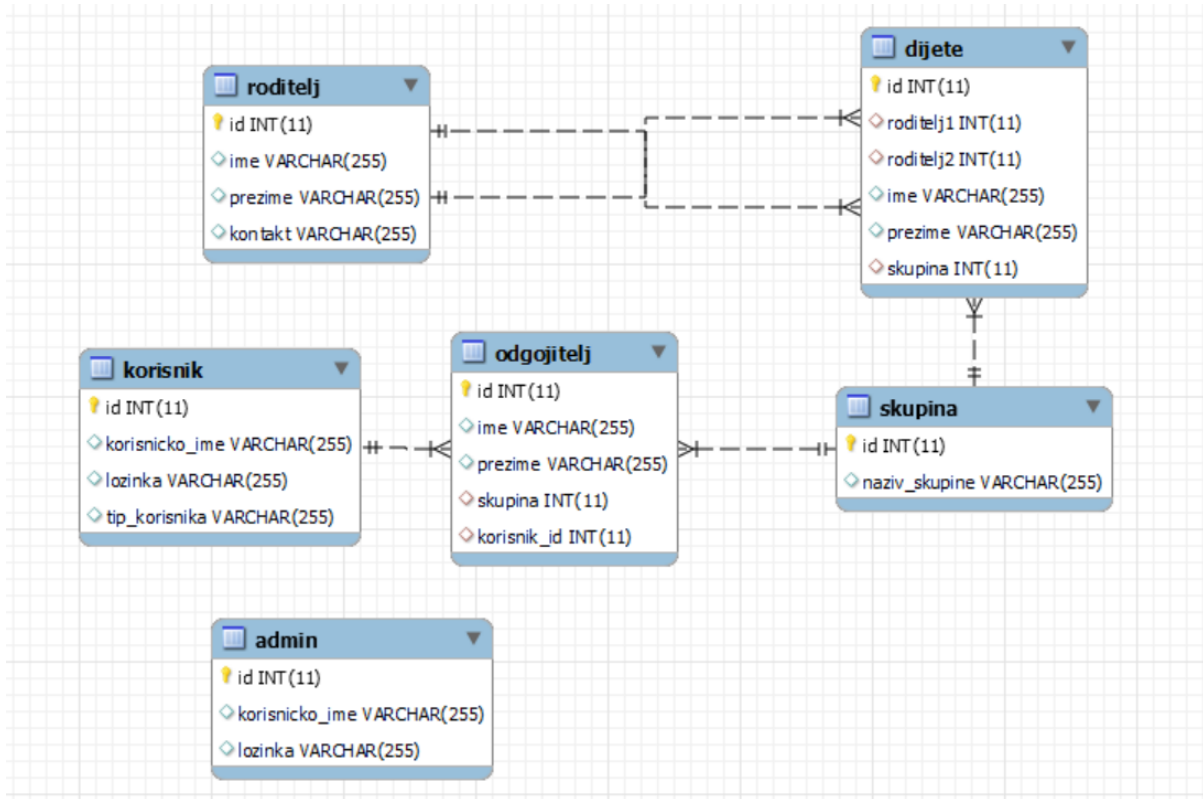 roditelj
id INT(11)
ime VARCHAR(255)
prezime VARCHAR(255)
kontakt VARCHAR(255)
dijete
id INT(11)
roditelj1 INT(11)
roditelj2 INT(11)
ime VARCHAR(255)
prezime VARCHAR(255)
skupina INT(11)
korisnik
id INT(11)
korisnicko_ime VARCHAR(255)
lozinka VARCHAR(255)
tip_korisnika VARCHAR(255)
odgojitelj
id INT(11)
ime VARCHAR(255)
prezime VARCHAR(255)
skupina INT(11)
korisnik_id INT(11)
skupina
id INT(11)
naziv_skupine VARCHAR(255)
admin
id INT(11)
korisnicko_ime VARCHAR(255)
lozinka VARCHAR(255)